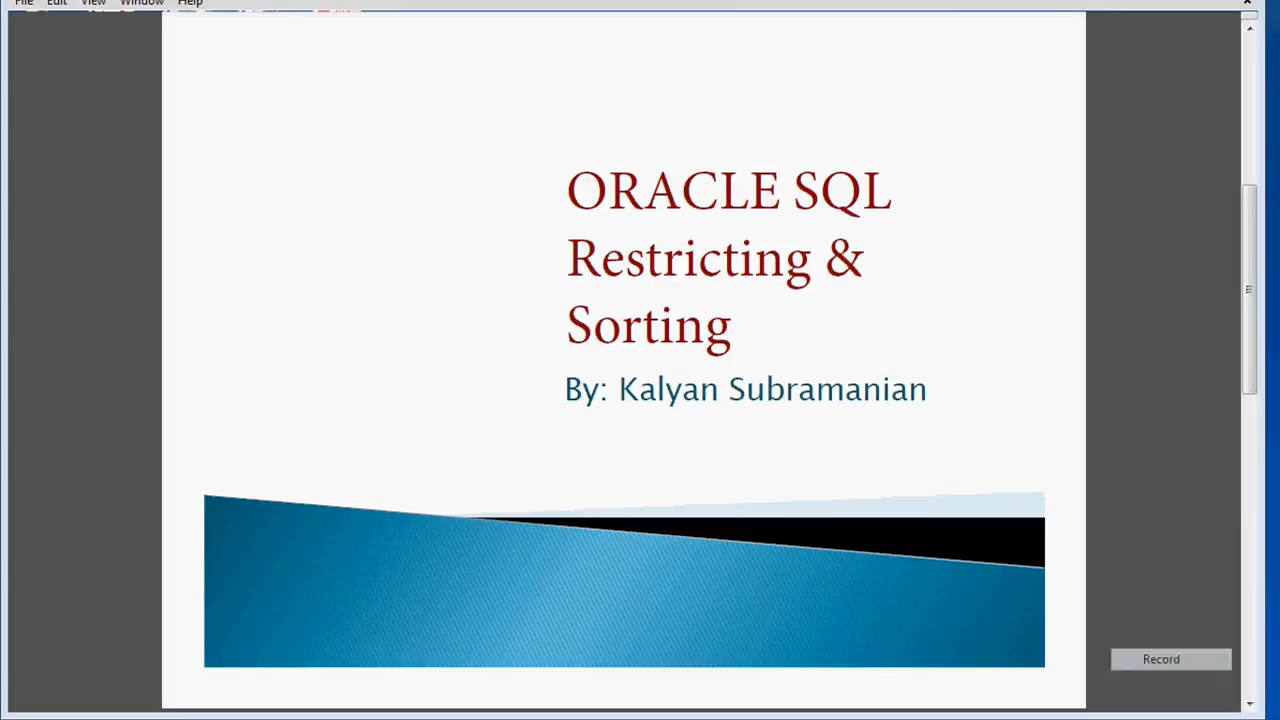 File Edit View Window Help
ORACLE SQL
Restricting &
Sorting
By: Kalyan Subramanian
Record